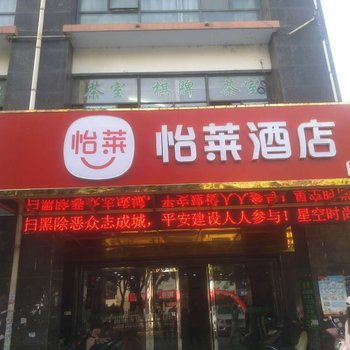 茶室 棋牌 茶室
怡莱 怡莱酒店
扫黑除恶众志成城，平安建设人人参与！星空时尚